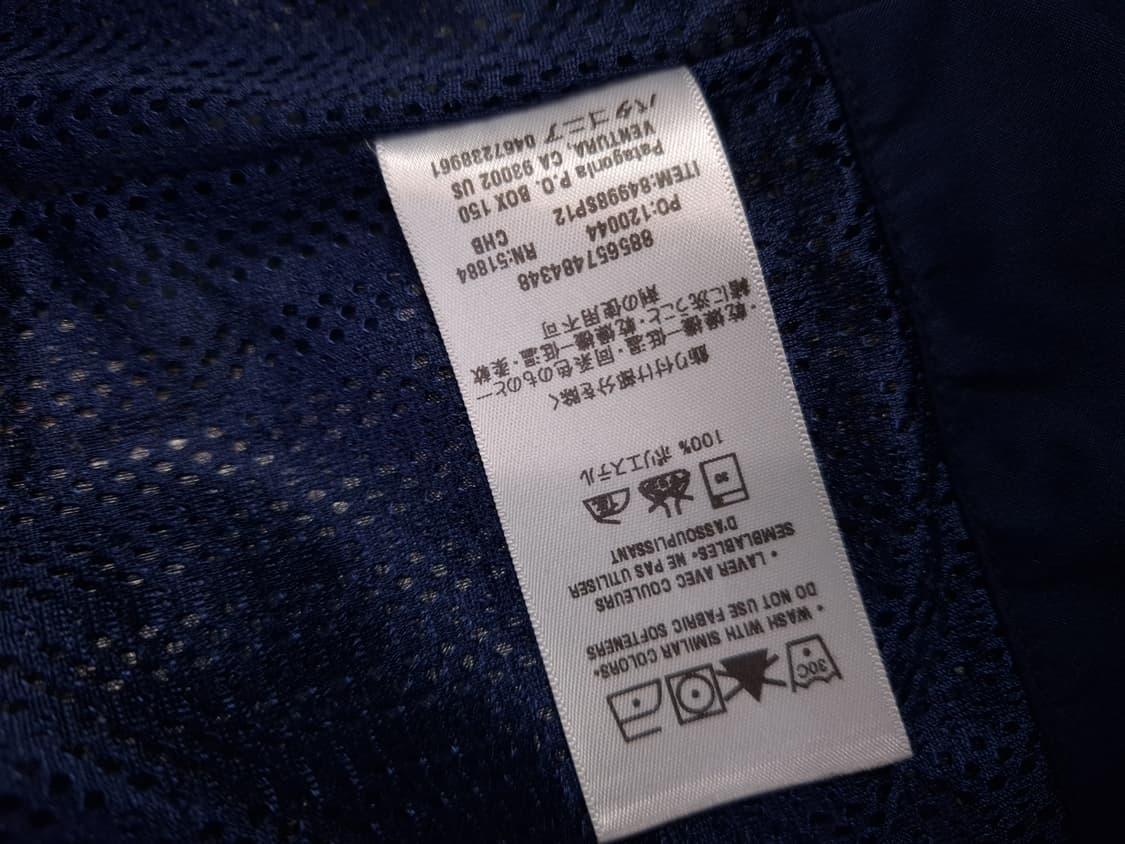 30C
• WASH WITH SIMILAR COLORS•
DO NOT USE FABRIC SOFTENERS
• LAVER AVEC COULEURS
SEMBLABLES• NE PAS UTILISER
D'ASSOUPLISSANT
100% ポリエステル
飾り付け部分を除く
・乾燥機―低温・同系色のものと一
緒に洗うこと・乾燥機―低温・柔軟
剤の使用不可
885657484348
PO:120044 RN:51884
ITEM:84998SP12 CHB
Patagonia P.O. BOX 150
VENTURA, CA 93002 US
パタゴニア 0467238961